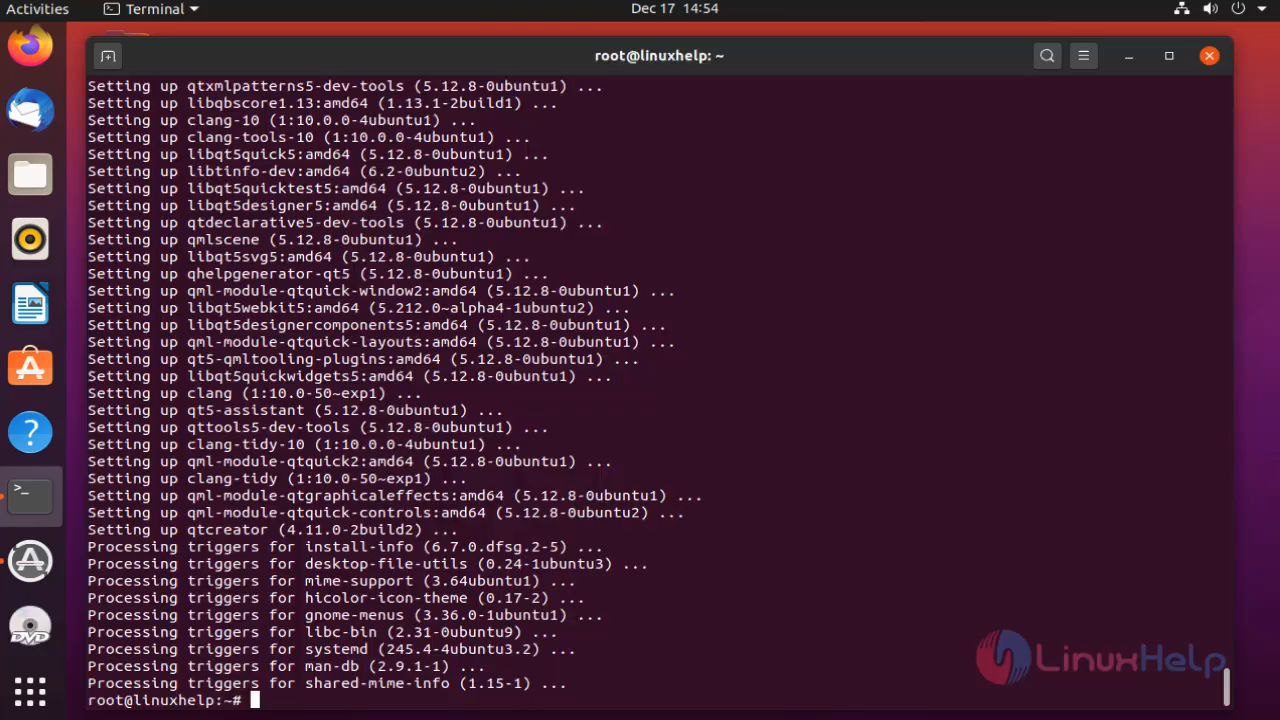 Activities Terminal Dec 17 14:54
root@linuxhelp: ~
Setting up qtxmlpatterns5-dev-tools (5.12.8-0ubuntu1) ...
Setting up libqbscore1.13:amd64 (1.13.1-2build1) ...
Setting up clang-10 (1:10.0.0-4ubuntu1) ...
Setting up clang-tools-10 (1:10.0.0-4ubuntu1) ...
Setting up libqt5quick5:amd64 (5.12.8-0ubuntu1) ...
Setting up libtinfo-dev:amd64 (6.2-0ubuntu2) ...
Setting up libqt5quicktest5:amd64 (5.12.8-0ubuntu1) ...
Setting up libqt5designer5:amd64 (5.12.8-0ubuntu1) ...
Setting up qtdeclarative5-dev-tools (5.12.8-0ubuntu1) ...
Setting up qmlscene (5.12.8-0ubuntu1) ...
Setting up libqt5svg5:amd64 (5.12.8-0ubuntu1) ...
Setting up qhelpgenerator-qt5 (5.12.8-0ubuntu1) ...
Setting up qml-module-qtquick-window2:amd64 (5.12.8-0ubuntu1) ...
Setting up libqt5webkit5:amd64 (5.212.0~alpha4-1ubuntu2) ...
Setting up libqt5designercomponents5:amd64 (5.12.8-0ubuntu1) ...
Setting up qml-module-qtquick-layouts:amd64 (5.12.8-0ubuntu1) ...
Setting up qt5-qmltooling-plugins:amd64 (5.12.8-0ubuntu1) ...
Setting up libqt5quickwidgets5:amd64 (5.12.8-0ubuntu1) ...
Setting up clang (1:10.0-50~exp1) ...
Setting up qt5-assistant (5.12.8-0ubuntu1) ...
Setting up qttools5-dev-tools (5.12.8-0ubuntu1) ...
Setting up clang-tidy-10 (1:10.0.0-4ubuntu1) ...
Setting up qml-module-qtquick2:amd64 (5.12.8-0ubuntu1) ...
Setting up clang-tidy (1:10.0-50~exp1) ...
Setting up qml-module-qtgraphicaleffects:amd64 (5.12.8-0ubuntu1) ...
Setting up qml-module-qtquick-controls:amd64 (5.12.8-0ubuntu2) ...
Setting up qtcreator (4.11.0-2build2) ...
Processing triggers for install-info (6.7.0.dfsg.2-5) ...
Processing triggers for desktop-file-utils (0.24-1ubuntu3) ...
Processing triggers for mime-support (3.64ubuntu1) ...
Processing triggers for hicolor-icon-theme (0.17-2) ...
Processing triggers for gnome-menus (3.36.0-1ubuntu1) ...
Processing triggers for libc-bin (2.31-0ubuntu9) ...
Processing triggers for systemd (245.4-4ubuntu3.2) ...
Processing triggers for man-db (2.9.1-1) ...
Processing triggers for shared-mime-info (1.15-1) ...
root@linuxhelp:~#
DVD
LinuxHelp